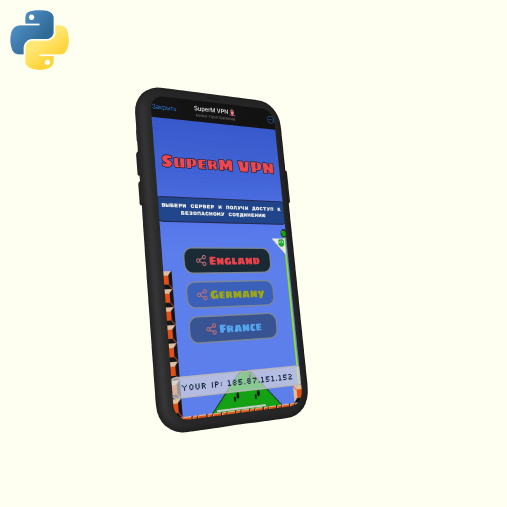 Закрыть
SuperM VPN
мини-приложение
SuperM VPN
ВЫБЕРИ СЕРВЕР И ПОЛУЧИ ДОСТУП К
БЕЗОПАСНОМУ СОЕДИНЕНИЮ
England
Germany
France
YOUR IP: 185.87.151.152